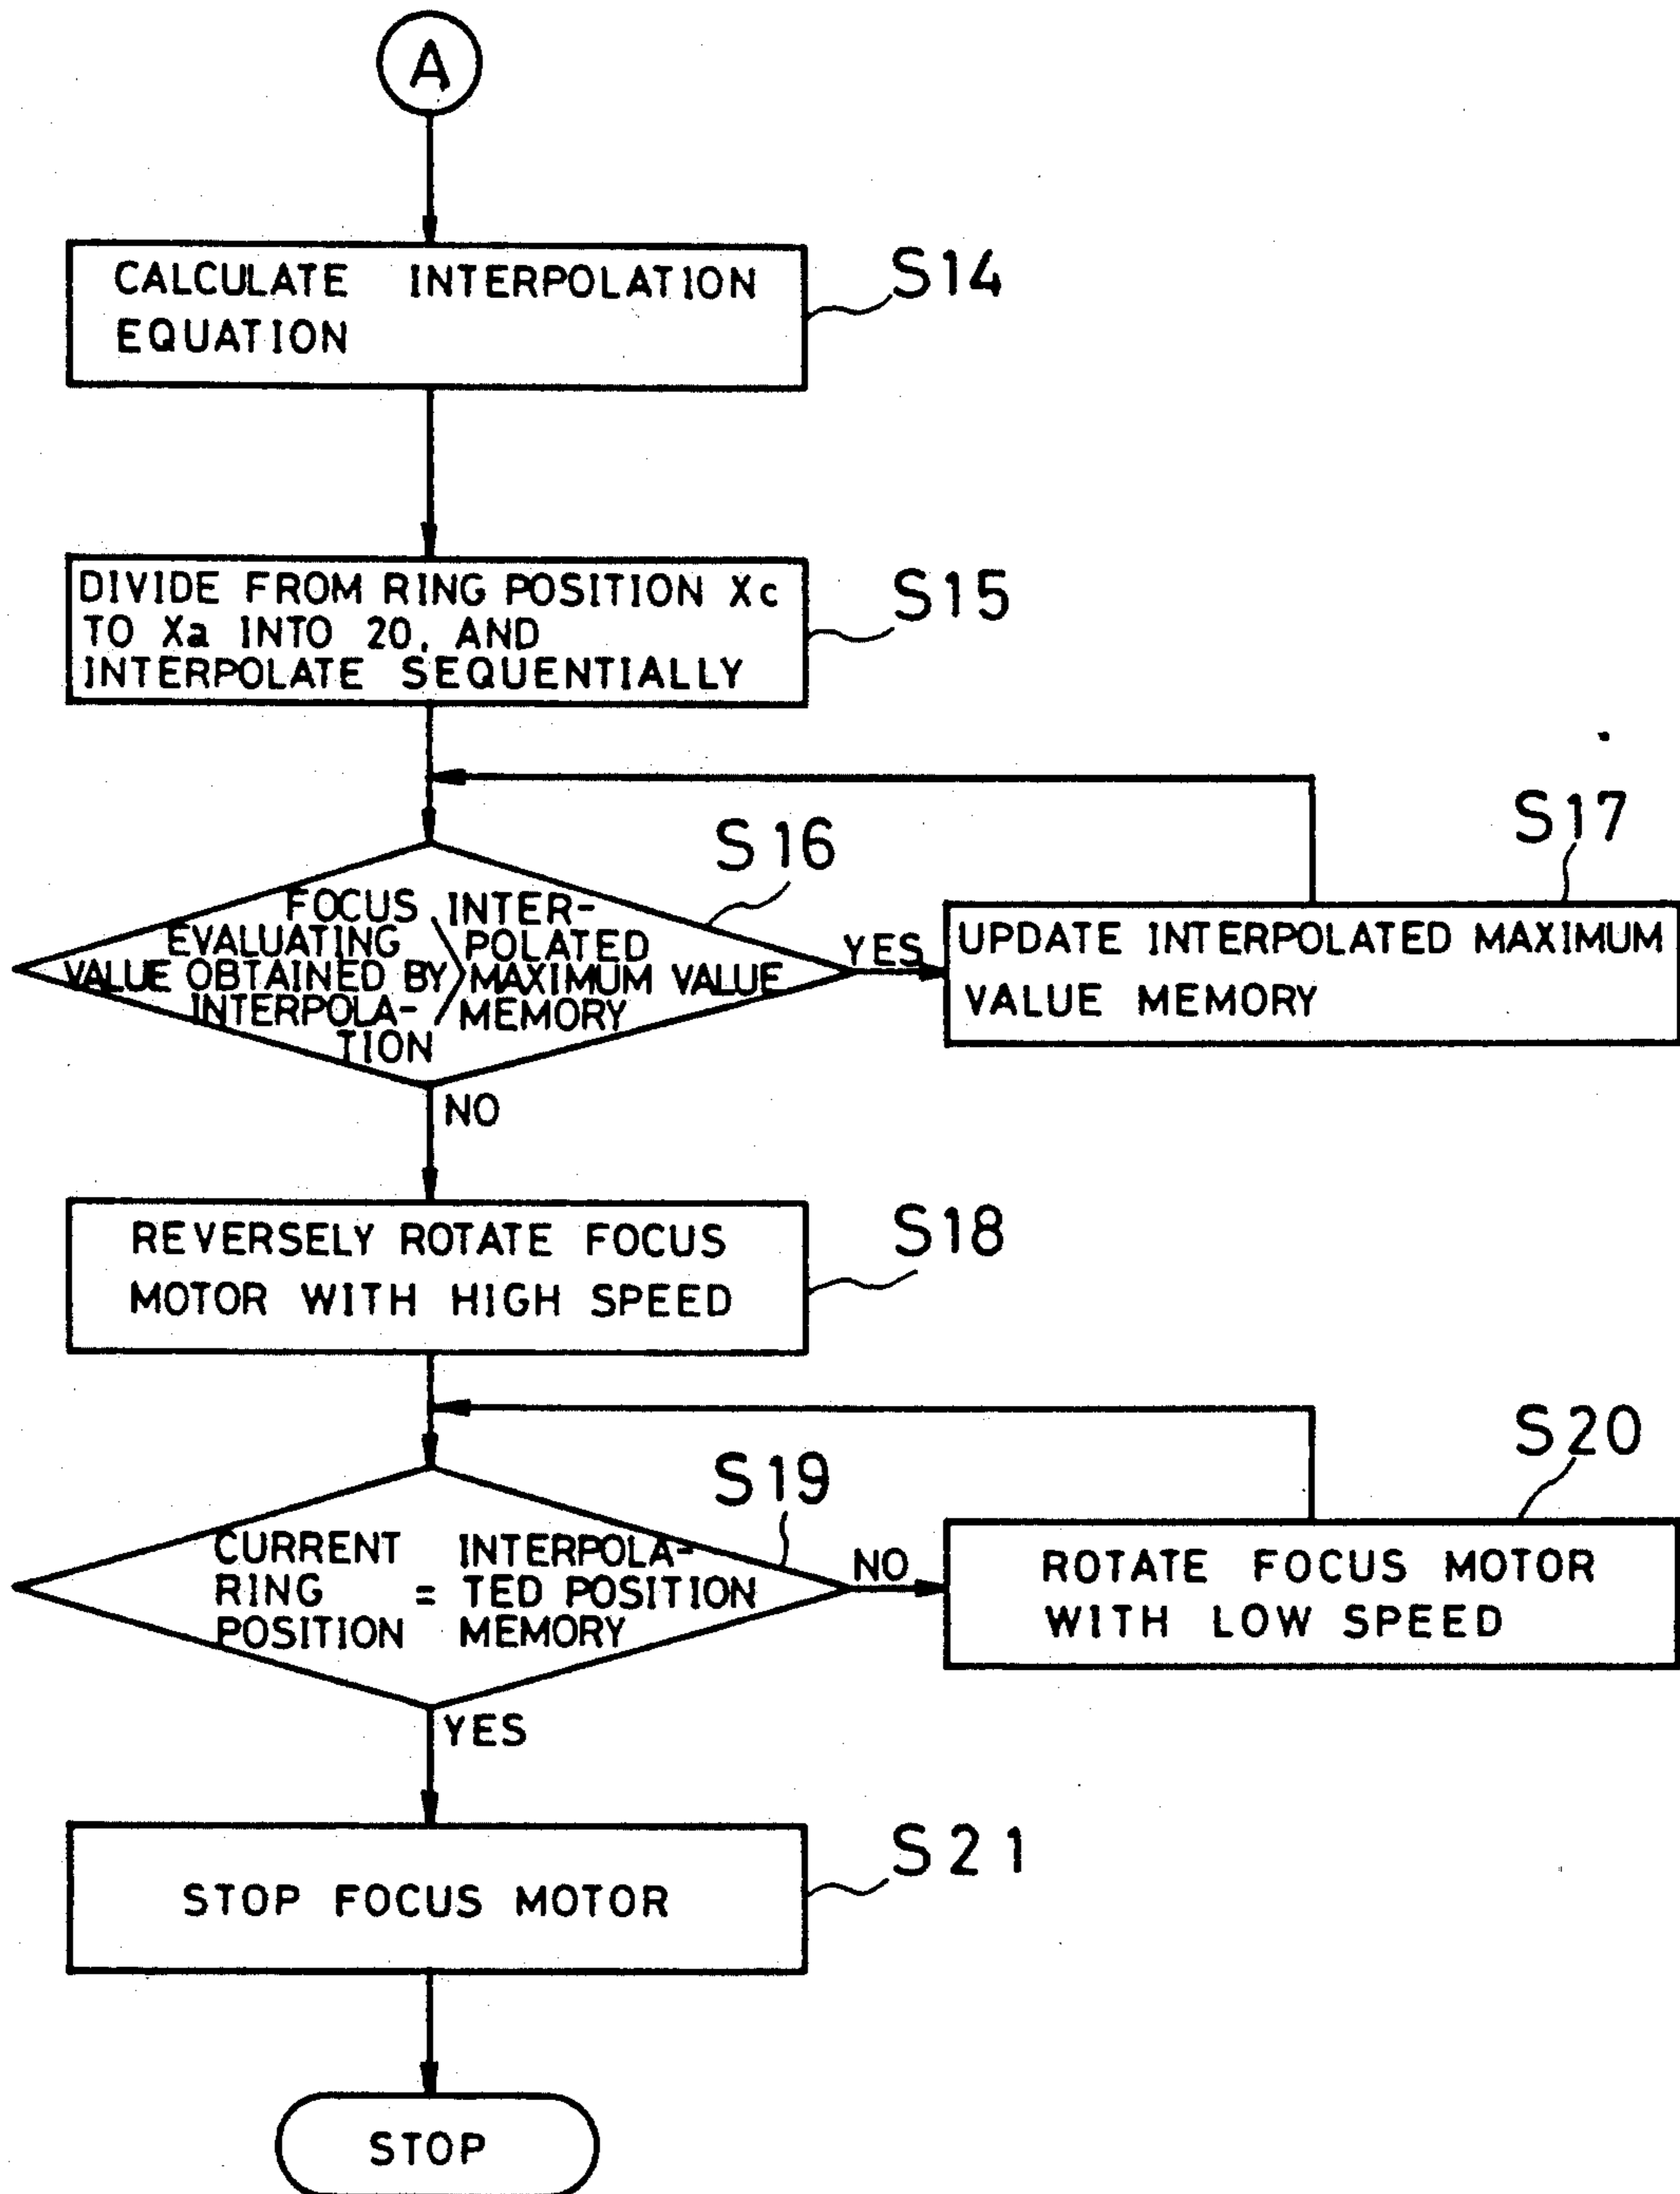 A
CALCULATE INTERPOLATION
EQUATION
S14
DIVIDE FROM RING POSITION Xc
TO Xa INTO 20, AND
INTERPOLATE SEQUENTIALLY
S15
S16
FOCUS
EVALUATING
VALUE OBTAINED BY
INTERPOLA-
TION
>
INTER-
POLATED
MAXIMUM VALUE
MEMORY
YES
S17
UPDATE INTERPOLATED MAXIMUM
VALUE MEMORY
NO
REVERSELY ROTATE FOCUS
MOTOR WITH HIGH SPEED
S18
S19
CURRENT
RING
POSITION
=
INTERPOLA-
TED POSITION
MEMORY
NO
S20
ROTATE FOCUS MOTOR
WITH LOW SPEED
YES
STOP FOCUS MOTOR
S21
STOP